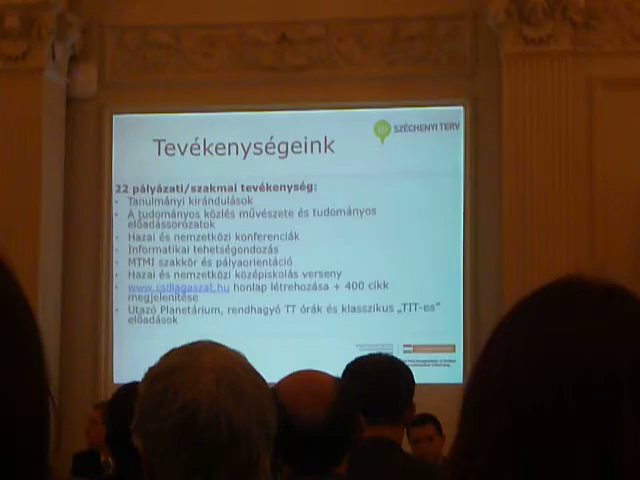 SZÉCHENYI TERV
Tevékenységeink
22 pályázati/szakmai tevékenység:
- Tanulmányi kirándulások
- A tudományos közlés művészete és tudományos
előadássorozatok
- Hazai és nemzetközi konferenciák
- Informatikai tehetségondozás
- MTMI szakkör és pályaorientáció
- Hazai és nemzetközi középiskolás verseny
- www.csillagaszat.hu honlap létrehozása + 400 cikk
megjelenítése
- Utazó Planetárium, rendhagyó TT órák és klasszikus „TIT-es"
előadások